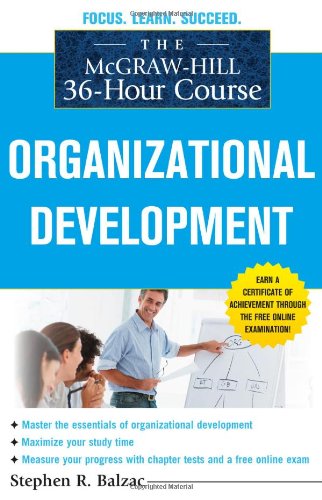 FOCUS. LEARN. SUCCEED.
THE
McGRAW-HILL
36-Hour Course
ORGANIZATIONAL
DEVELOPMENT
EARN A
CERTIFICATE OF
ACHIEVEMENT THROUGH
THE FREE ONLINE
EXAMINATION!
Master the essentials of organizational development
Maximize your study time
Measure your progress with chapter tests and a free online exam
Stephen R. Balzac